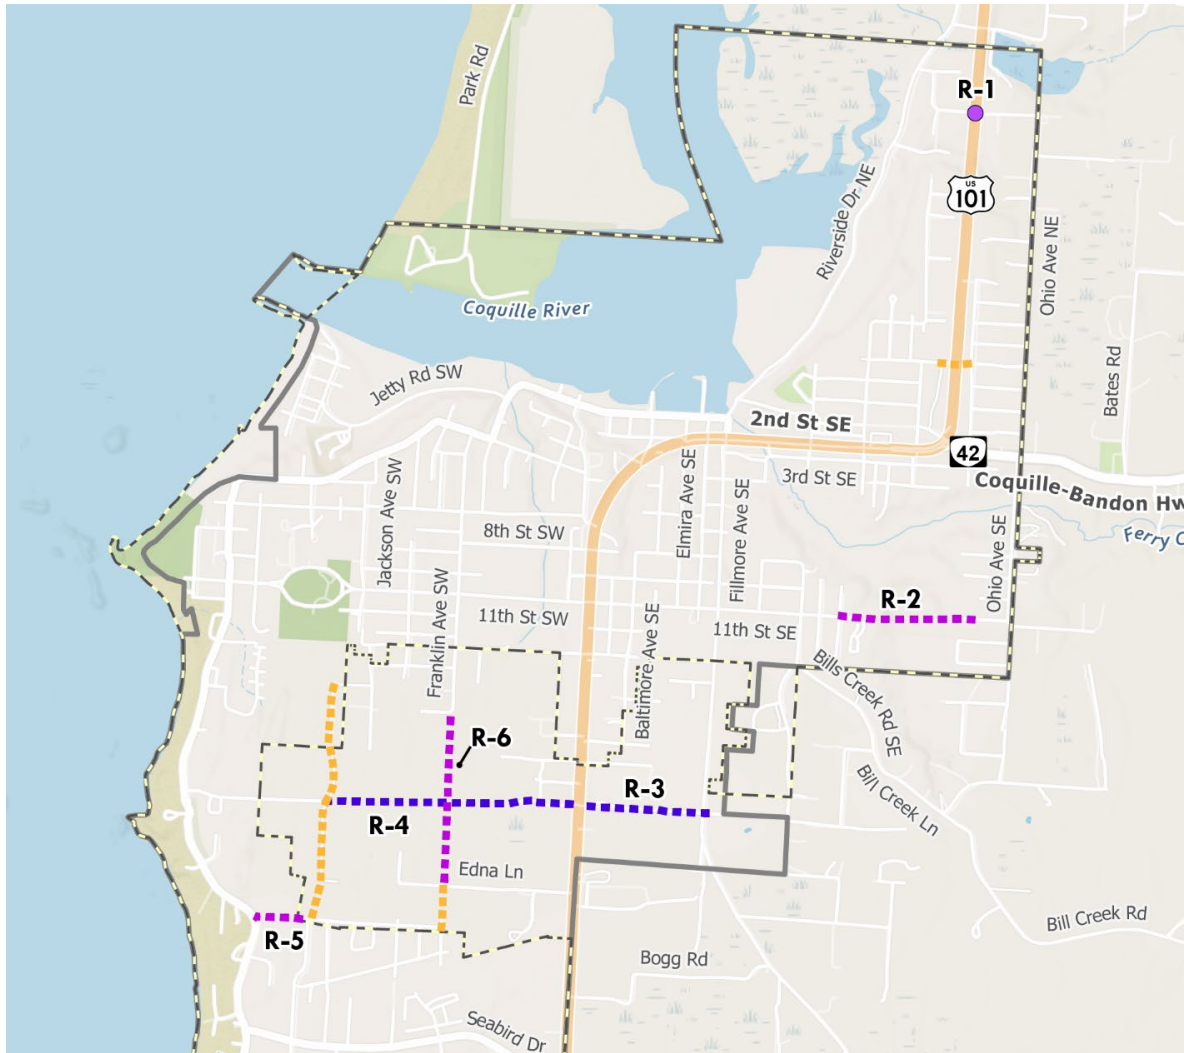 Park Rd
R-1
US
101
Riverside Dr NE
Ohio Ave NE
Coquille River
Jetty Rd SW
2nd St SE
Bates Rd
42
3rd St SE
Coquille-Bandon Hw
Ferry C
Jackson Ave SW
8th St SW
Elmira Ave SE
Fillmore Ave SE
Ohio Ave SE
R-2
11th St SW
11th St SE
Franklin Ave SW
Baltimore Ave SE
Bills Creek Rd SE
R-6
R-3
Bill Creek Ln
R-4
Edna Ln
Bill Creek Rd
R-5
Bogg Rd
Seabird Dr